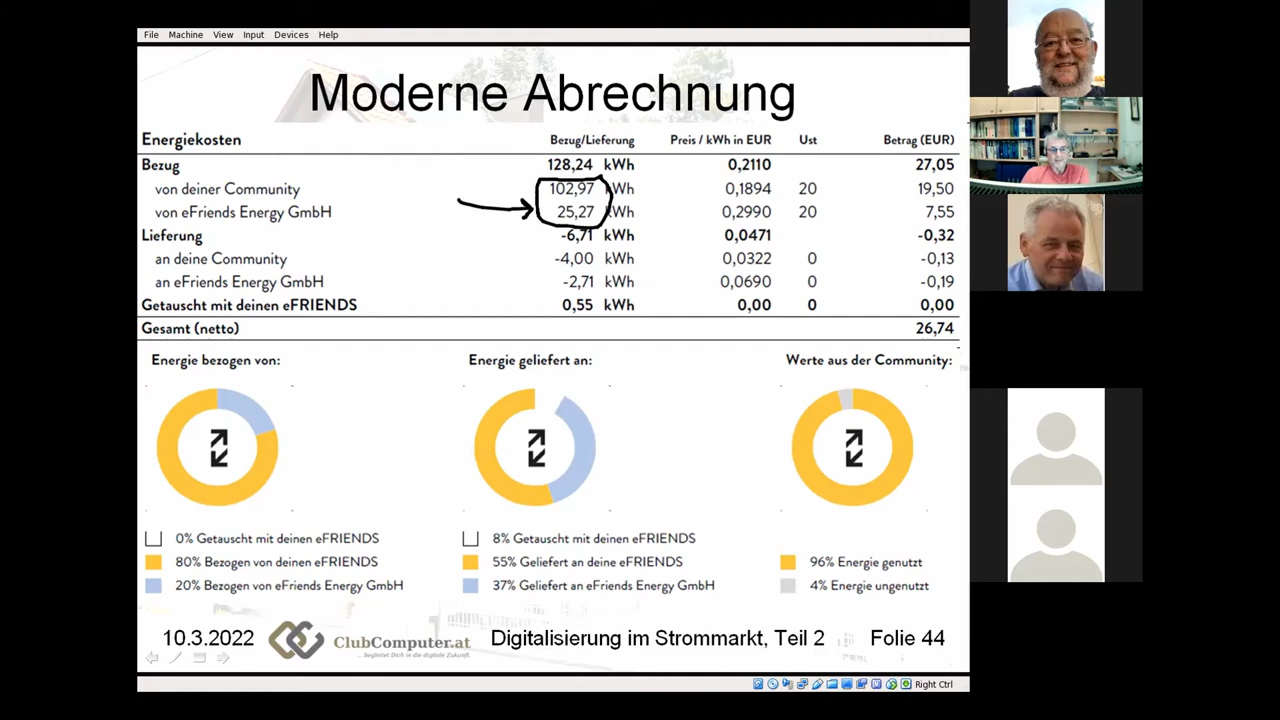 File Machine View Input Devices Help
Moderne Abrechnung
Energiekosten Bezug/Lieferung Preis / kWh in EUR Ust Betrag (EUR)
Bezug 128,24 kWh 0,2110 27,05
von deiner Community 102,97 kWh 0,1894 20 19,50
von eFriends Energy GmbH 25,27 kWh 0,2990 20 7,55
Lieferung -6,71 kWh 0,0471 -0,32
an deine Community -4,00 kWh 0,0322 0 -0,13
an eFriends Energy GmbH -2,71 kWh 0,0690 0 -0,19
Getauscht mit deinen eFRIENDS 0,55 kWh 0,00 0 0,00
Gesamt (netto) 26,74
Energie bezogen von: Energie geliefert an: Werte aus der Community:
0% Getauscht mit deinen eFRIENDS 8% Getauscht mit deinen eFRIENDS
80% Bezogen von deinen eFRIENDS 55% Geliefert an deine eFRIENDS 96% Energie genutzt
20% Bezogen von eFriends Energy GmbH 37% Geliefert an eFriends Energy GmbH 4% Energie ungenutzt
10.3.2022 ClubComputer.at Digitalisierung im Strommarkt, Teil 2 Folie 44
... begleitet Dich in die digitale Zukunft.
Right Ctrl